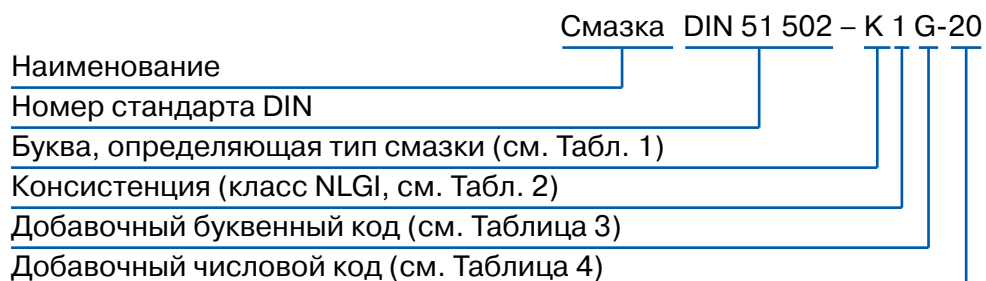 Смазка DIN 51 502 – K 1 G-20
Наименование
Номер стандарта DIN
Буква, определяющая тип смазки (см. Табл. 1)
Консистенция (класс NLGI, см. Табл. 2)
Добавочный буквенный код (см. Таблица 3)
Добавочный числовой код (см. Таблица 4)